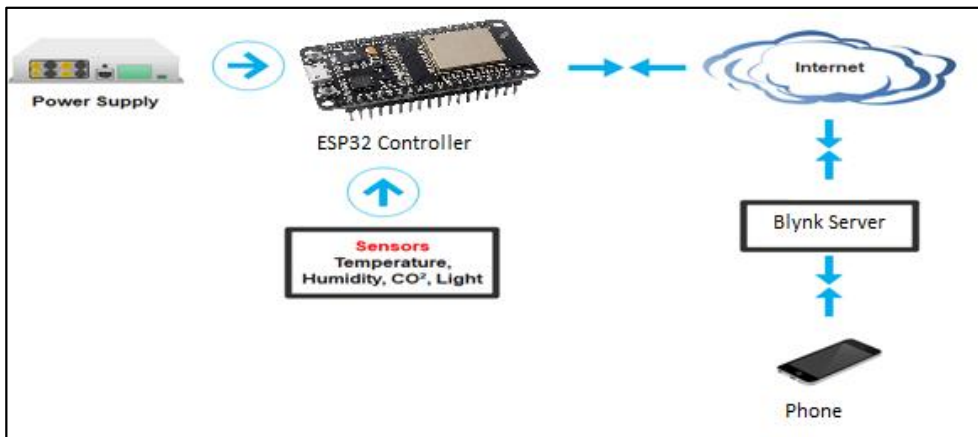 Power Supply
ESP32 Controller
Internet
Sensors
Temperature,
Humidity, CO², Light
Blynk Server
Phone